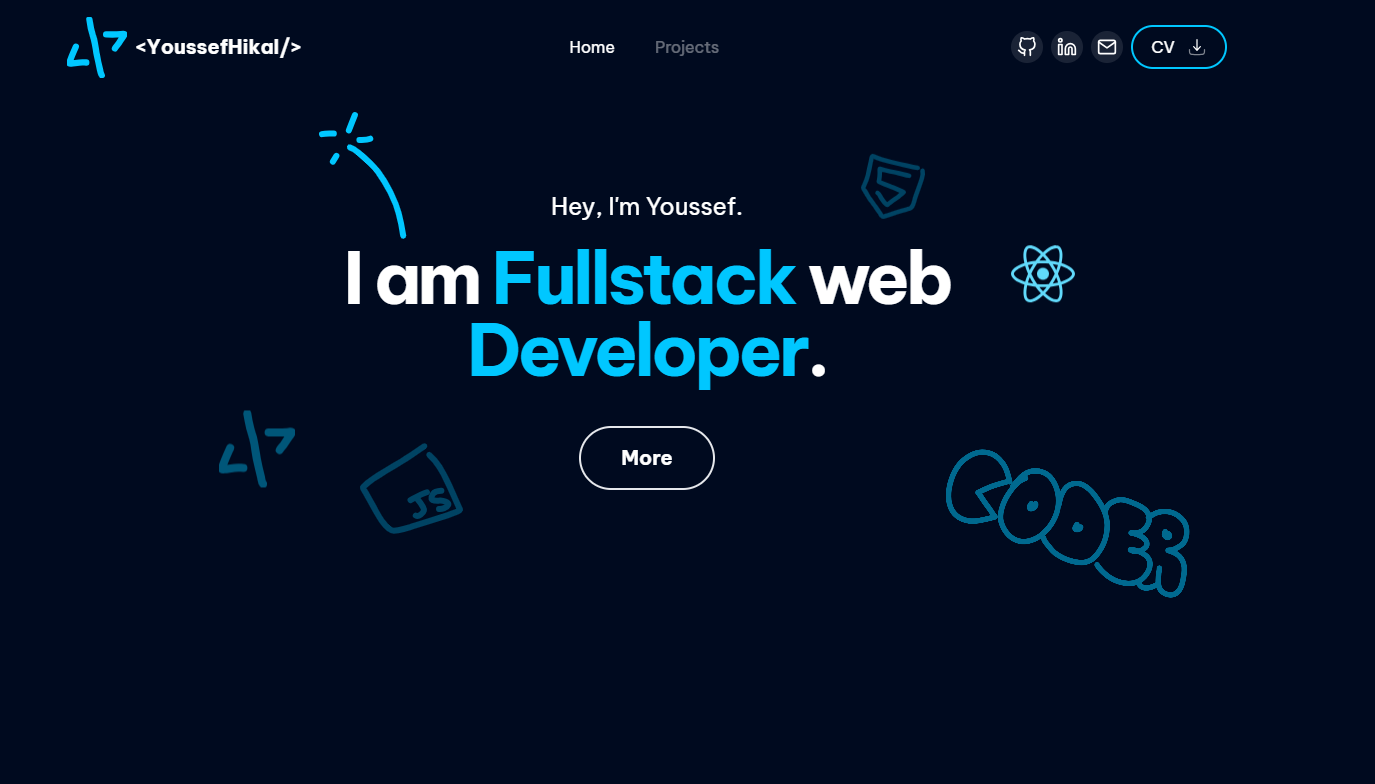 <YoussefHikal/>
Home
Projects
CV
Hey, I'm Youssef.
I am Fullstack web
Developer.
More
5
JS
CODER